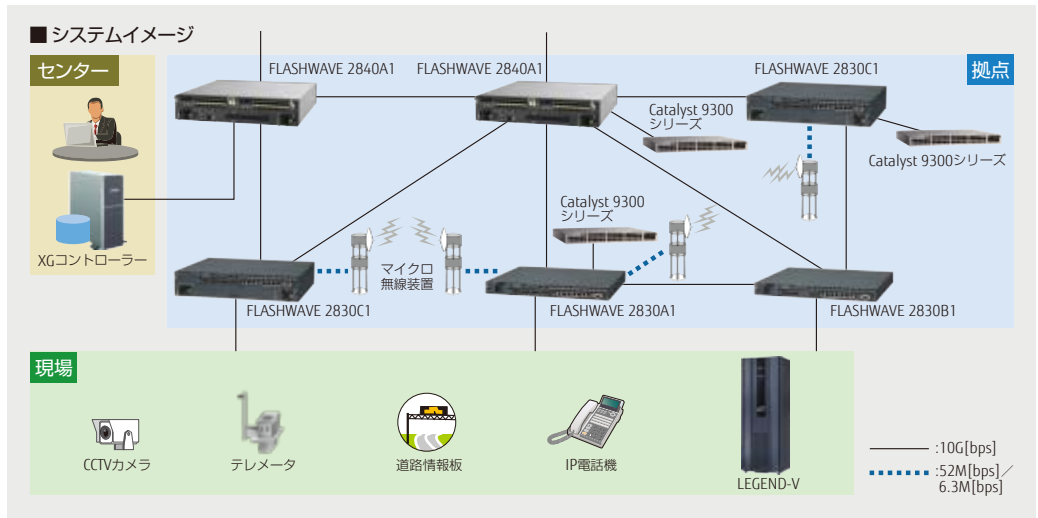 ■ システムイメージ
センター
FLASHWAVE 2840A1
FLASHWAVE 2840A1
FLASHWAVE 2830C1
拠点
Catalyst 9300
シリーズ
Catalyst 9300シリーズ
Catalyst 9300
シリーズ
XGコントローラー
マイクロ
無線装置
FLASHWAVE 2830C1
FLASHWAVE 2830A1
FLASHWAVE 2830B1
現場
CCTVカメラ
テレメータ
道路情報板
IP電話機
LEGEND-V
:10G[bps]
:52M[bps]／
6.3M[bps]